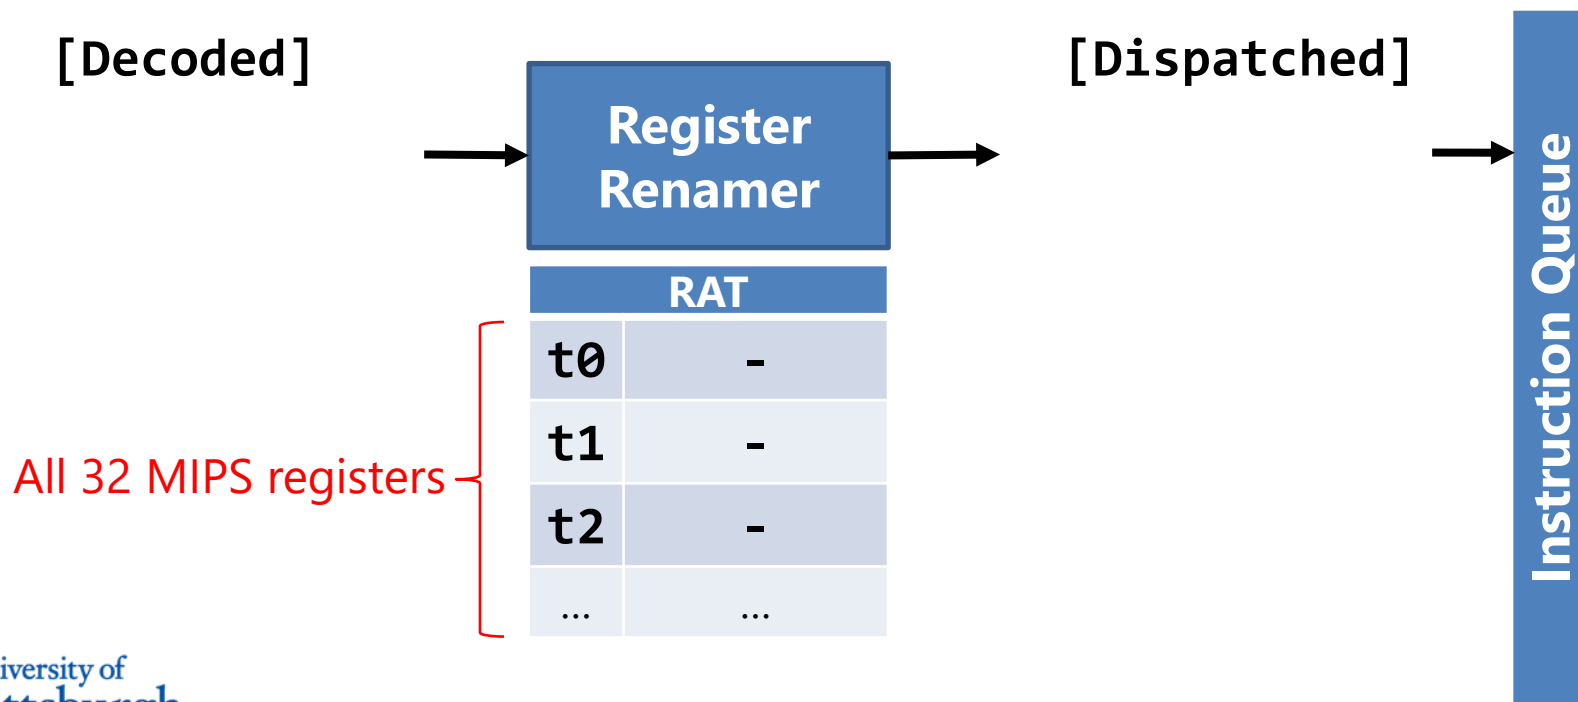 [Decoded]
[Dispatched]
Register
Renamer
Instruction Queue
RAT
t0 -
t1 -
t2 -
... ...
All 32 MIPS registers
iversity of